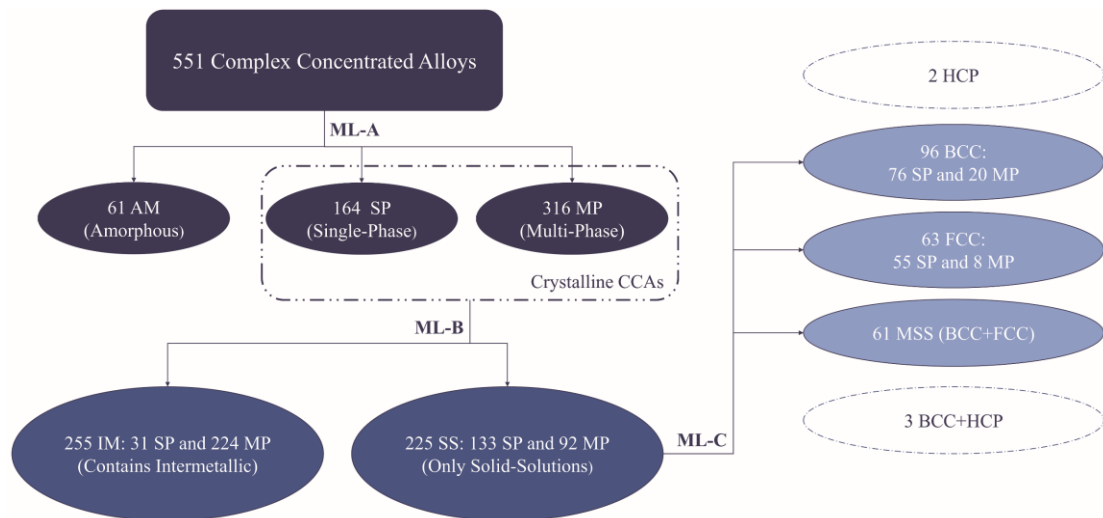 551 Complex Concentrated Alloys
ML-A
61 AM
(Amorphous)
164 SP
(Single-Phase)
316 MP
(Multi-Phase)
Crystalline CCAs
ML-B
255 IM: 31 SP and 224 MP
(Contains Intermetallic)
225 SS: 133 SP and 92 MP
(Only Solid-Solutions)
ML-C
2 HCP
96 BCC:
76 SP and 20 MP
63 FCC:
55 SP and 8 MP
61 MSS (BCC+FCC)
3 BCC+HCP